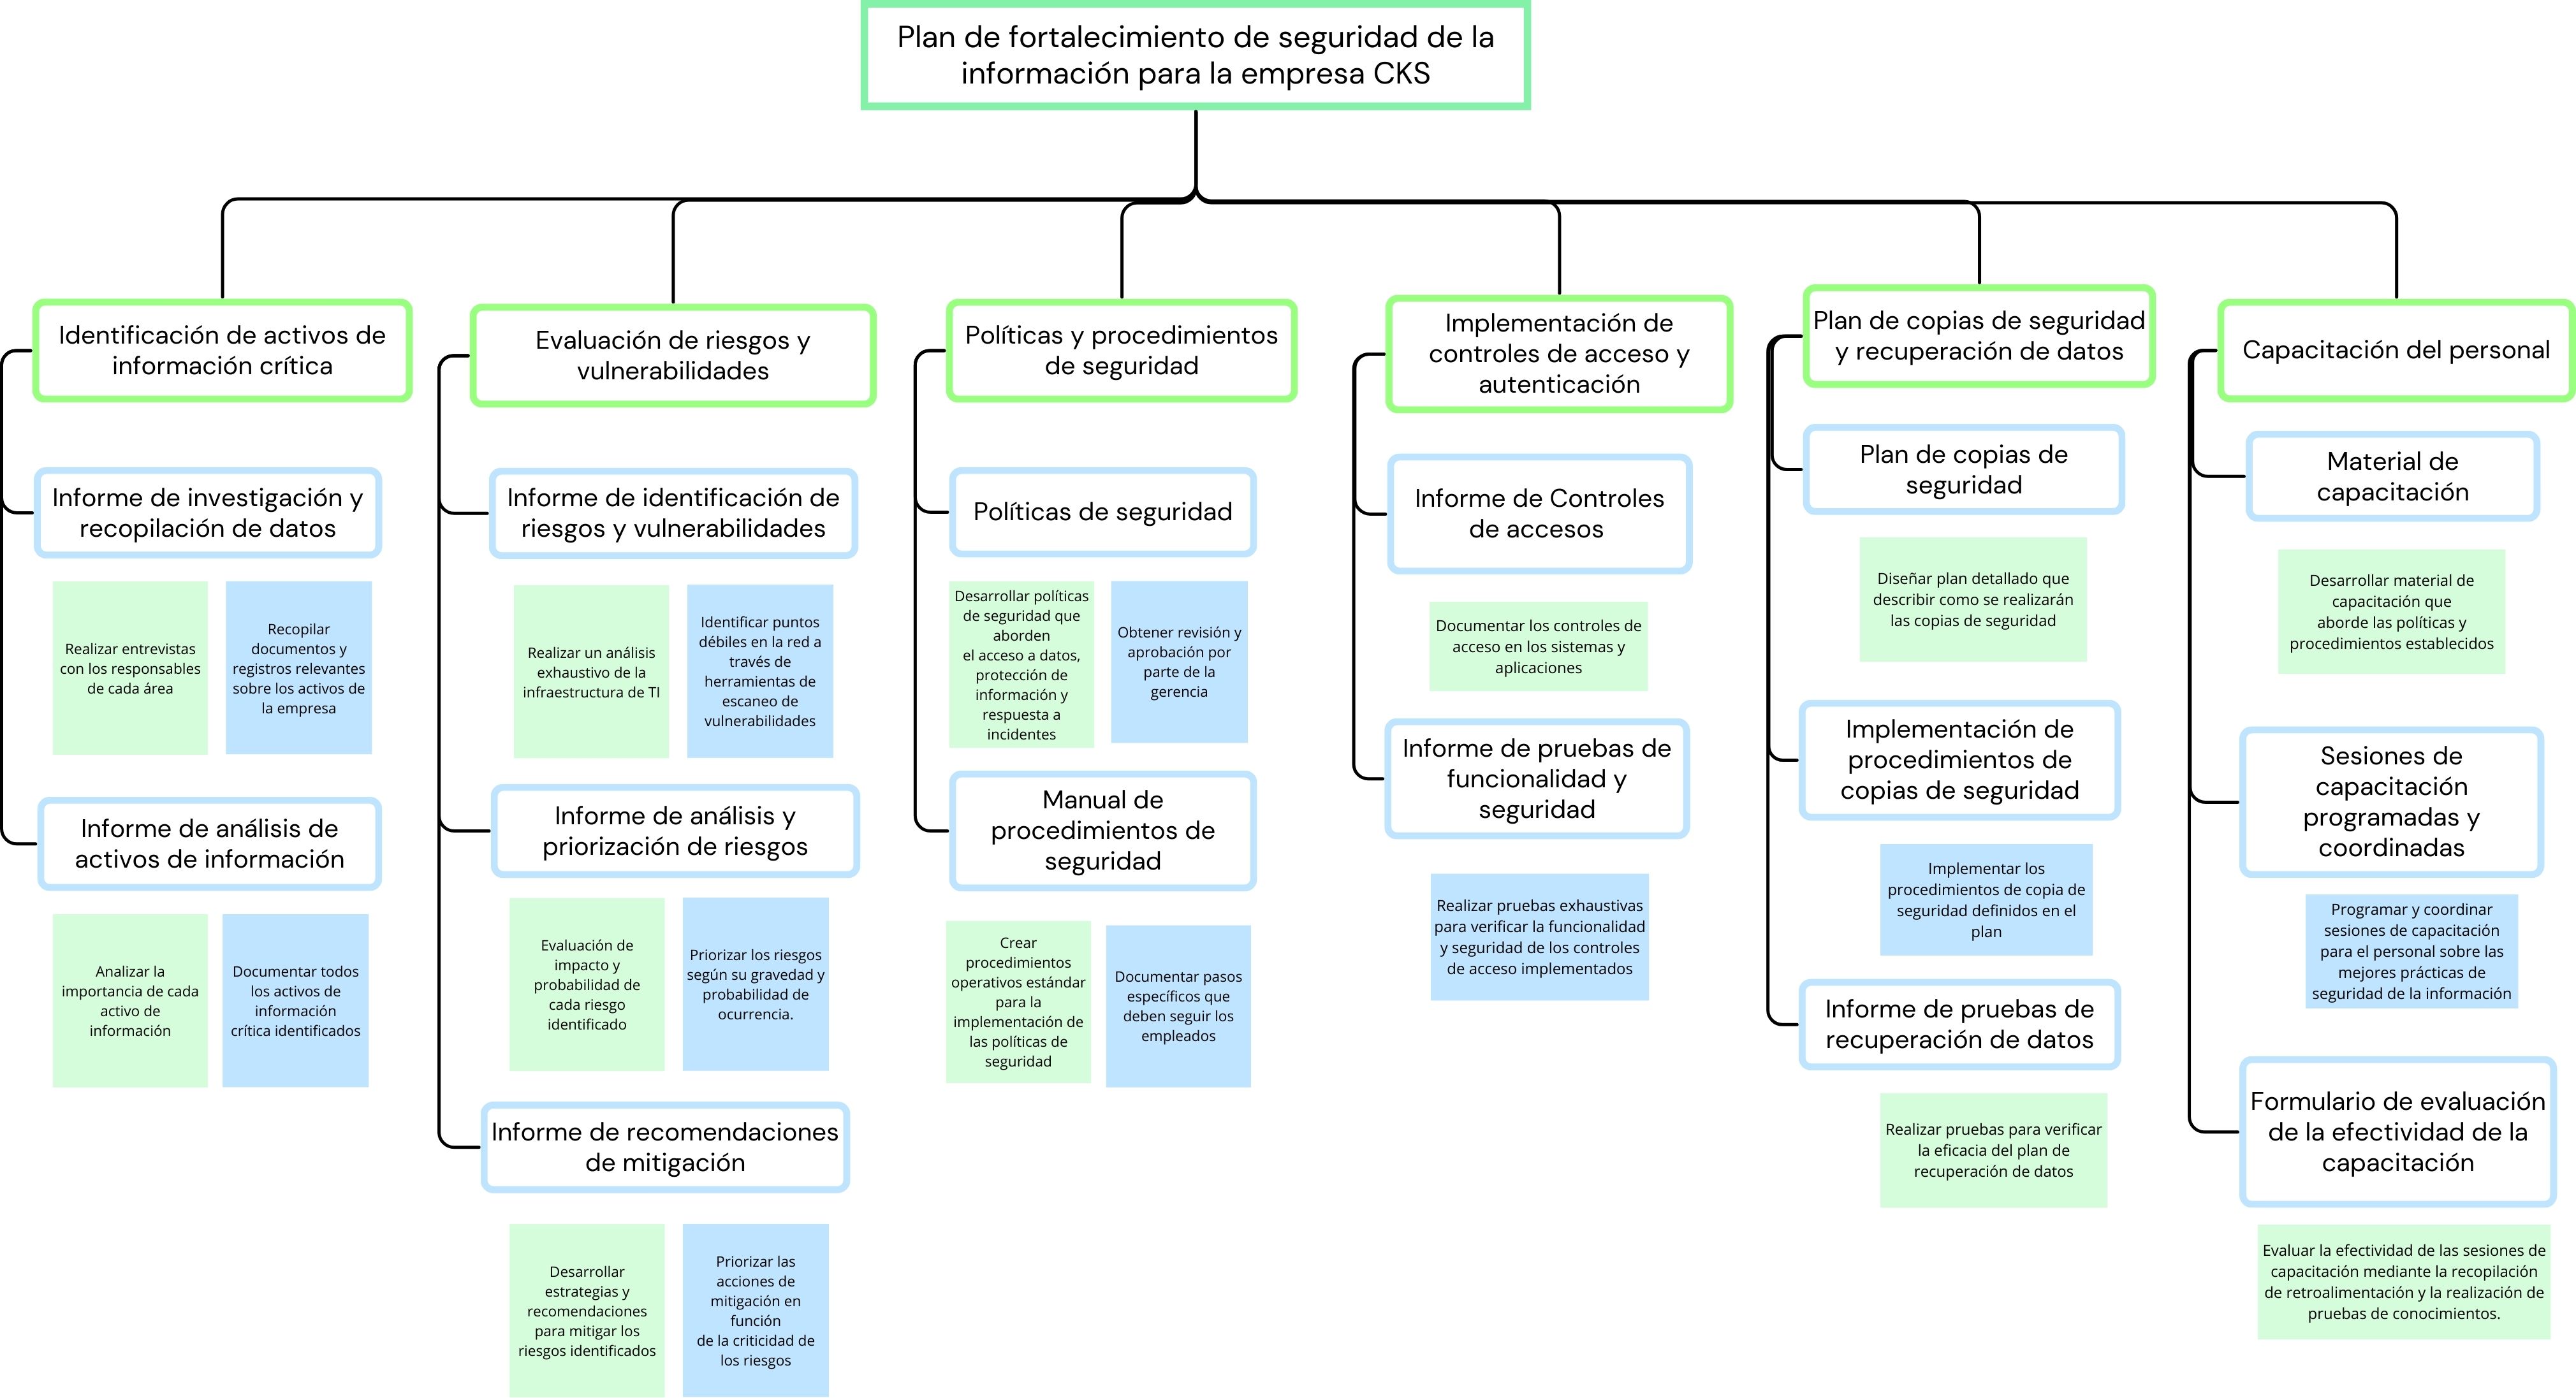 Plan de fortalecimiento de seguridad de la
información para la empresa CKS
Identificación de activos de
información crítica
Informe de investigación y
recopilación de datos
Realizar entrevistas
con los responsables
de cada área
Recopilar
documentos y
registros relevantes
sobre los activos de
la empresa
Informe de análisis de
activos de información
Analizar la
importancia de cada
activo de
información
Documentar todos
los activos de
información
crítica identificados
Evaluación de riesgos y
vulnerabilidades
Informe de identificación de
riesgos y vulnerabilidades
Realizar un análisis
exhaustivo de la
infraestructura de TI
Identificar puntos
débiles en la red a
través de
herramientas de
escaneo de
vulnerabilidades
Informe de análisis y
priorización de riesgos
Evaluación de
impacto y
probabilidad de
cada riesgo
identificado
Priorizar los riesgos
según su gravedad y
probabilidad de
ocurrencia.
Informe de recomendaciones
de mitigación
Desarrollar
estrategias y
recomendaciones
para mitigar los
riesgos identificados
Priorizar las
acciones de
mitigación en
función
de la criticidad de
los riesgos
Políticas y procedimientos
de seguridad
Políticas de seguridad
Desarrollar políticas
de seguridad que
aborden
el acceso a datos,
protección de
información y
respuesta a
incidentes
Obtener revisión y
aprobación por
parte de la
gerencia
Manual de
procedimientos de
seguridad
Crear
procedimientos
operativos estándar
para la
implementación de
las políticas de
seguridad
Documentar pasos
específicos que
deben seguir los
empleados
Implementación de
controles de acceso y
autenticación
Informe de Controles
de accesos
Documentar los controles de
acceso en los sistemas y
aplicaciones
Informe de pruebas de
funcionalidad y
seguridad
Realizar pruebas exhaustivas
para verificar la funcionalidad
y seguridad de los controles
de acceso implementados
Plan de copias de seguridad
y recuperación de datos
Plan de copias de
seguridad
Diseñar plan detallado que
describir como se realizarán
las copias de seguridad
Implementación de
procedimientos de
copias de seguridad
Implementar los
procedimientos de copia de
seguridad definidos en el
plan
Informe de pruebas de
recuperación de datos
Realizar pruebas para verificar
la eficacia del plan de
recuperación de datos
Capacitación del personal
Material de
capacitación
Desarrollar material de
capacitación que
aborde las políticas y
procedimientos establecidos
Sesiones de
capacitación
programadas y
coordinadas
Programar y coordinar
sesiones de capacitación
para el personal sobre las
mejores prácticas de
seguridad de la información
Formulario de evaluación
de la efectividad de la
capacitación
Evaluar la efectividad de las sesiones de
capacitación mediante la recopilación
de retroalimentación y la realización de
pruebas de conocimientos.